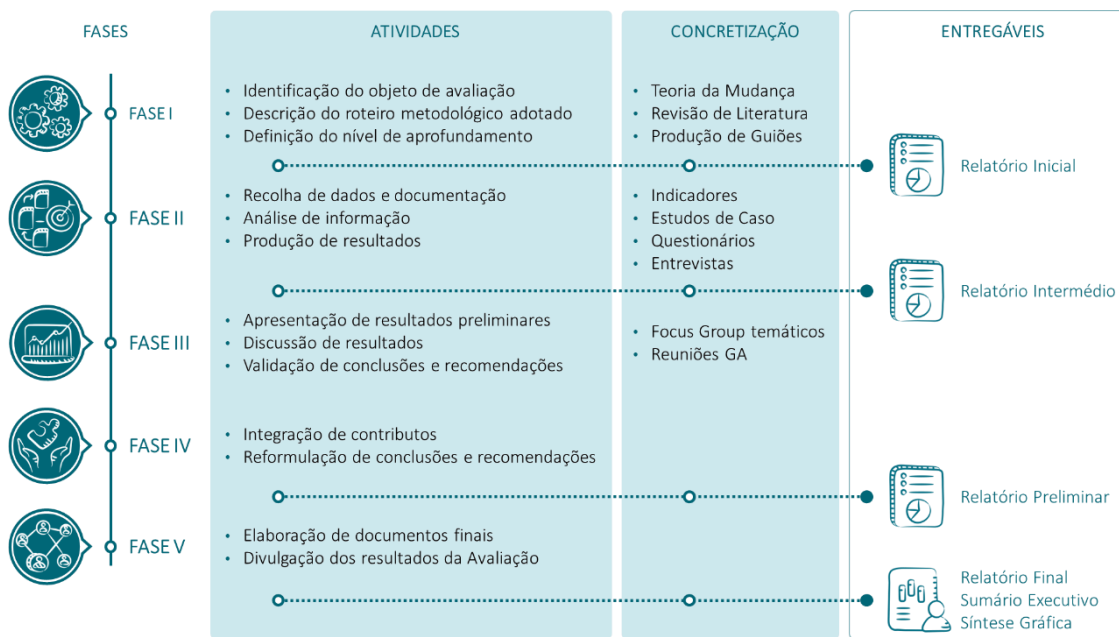 FASES
ATIVIDADES
CONCRETIZAÇÃO
ENTREGÁVEIS
FASE I
• Identificação do objeto de avaliação
• Descrição do roteiro metodológico adotado
• Definição do nível de aprofundamento
• Teoria da Mudança
• Revisão de Literatura
• Produção de Guiões
Relatório Inicial
FASE II
• Recolha de dados e documentação
• Análise de informação
• Produção de resultados
• Indicadores
• Estudos de Caso
• Questionários
• Entrevistas
Relatório Intermédio
FASE III
• Apresentação de resultados preliminares
• Discussão de resultados
• Validação de conclusões e recomendações
• Focus Group temáticos
• Reuniões GA
FASE IV
• Integração de contributos
• Reformulação de conclusões e recomendações
Relatório Preliminar
FASE V
• Elaboração de documentos finais
• Divulgação dos resultados da Avaliação
Relatório Final
Sumário Executivo
Síntese Gráfica